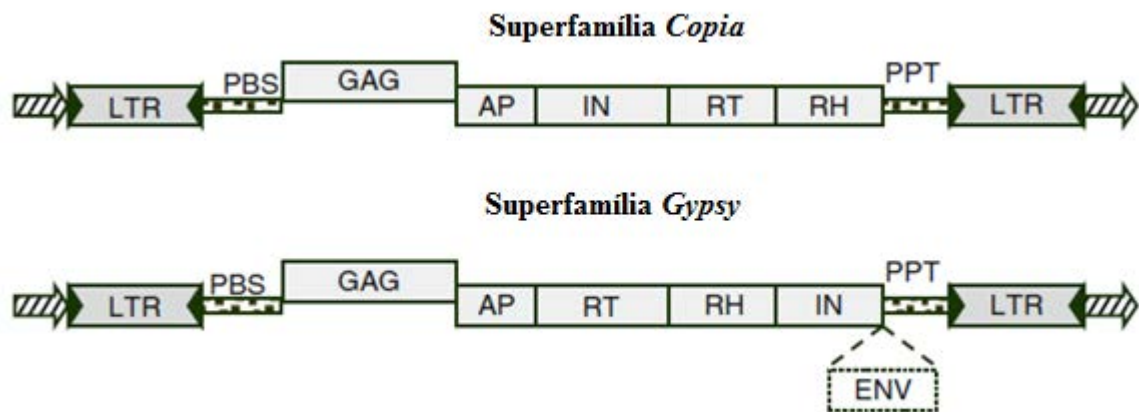 Superfamília Copia
PBS GAG PPT
LTR AP IN RT RH LTR
Superfamília Gypsy
PBS GAG PPT
LTR AP RT RH IN LTR
ENV